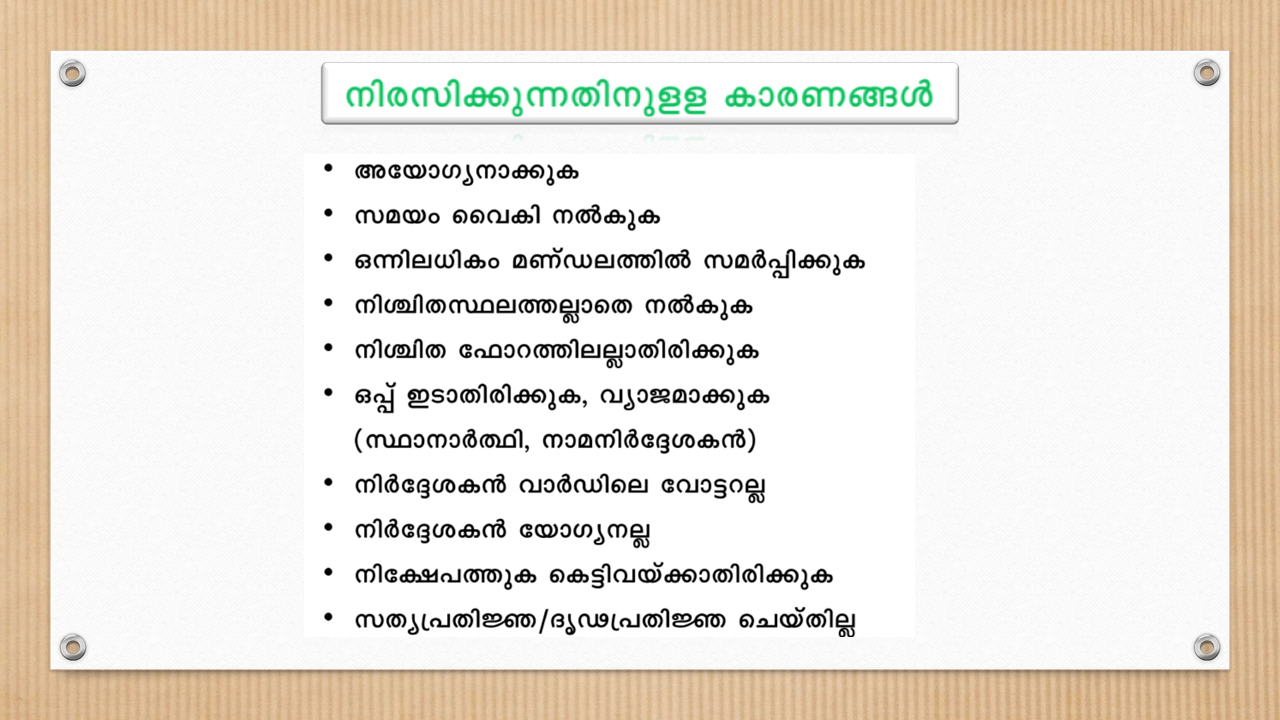 നിരസിക്കുന്നതിനുളള കാരണങ്ങൾ
• അയോഗ്യനാക്കുക
• സമയം വൈകി നൽകുക
• ഒന്നിലധികം മണ്ഡലത്തിൽ സമർപ്പിക്കുക
• നിശ്ചിതസ്ഥലത്തല്ലാതെ നൽകുക
• നിശ്ചിത ഫോറത്തിലല്ലാതിരിക്കുക
• ഒപ്പ് ഇടാതിരിക്കുക, വ്യാജമാക്കുക
(സ്ഥാനാർത്ഥി, നാമനിർദ്ദേശകൻ)
• നിർദ്ദേശകൻ വാർഡിലെ വോട്ടറല്ല
• നിർദ്ദേശകൻ യോഗ്യനല്ല
• നിക്ഷേപത്തുക കെട്ടിവയ്ക്കാതിരിക്കുക
• സത്യപ്രതിജ്ഞ/ദൃഢപ്രതിജ്ഞ ചെയ്തില്ല